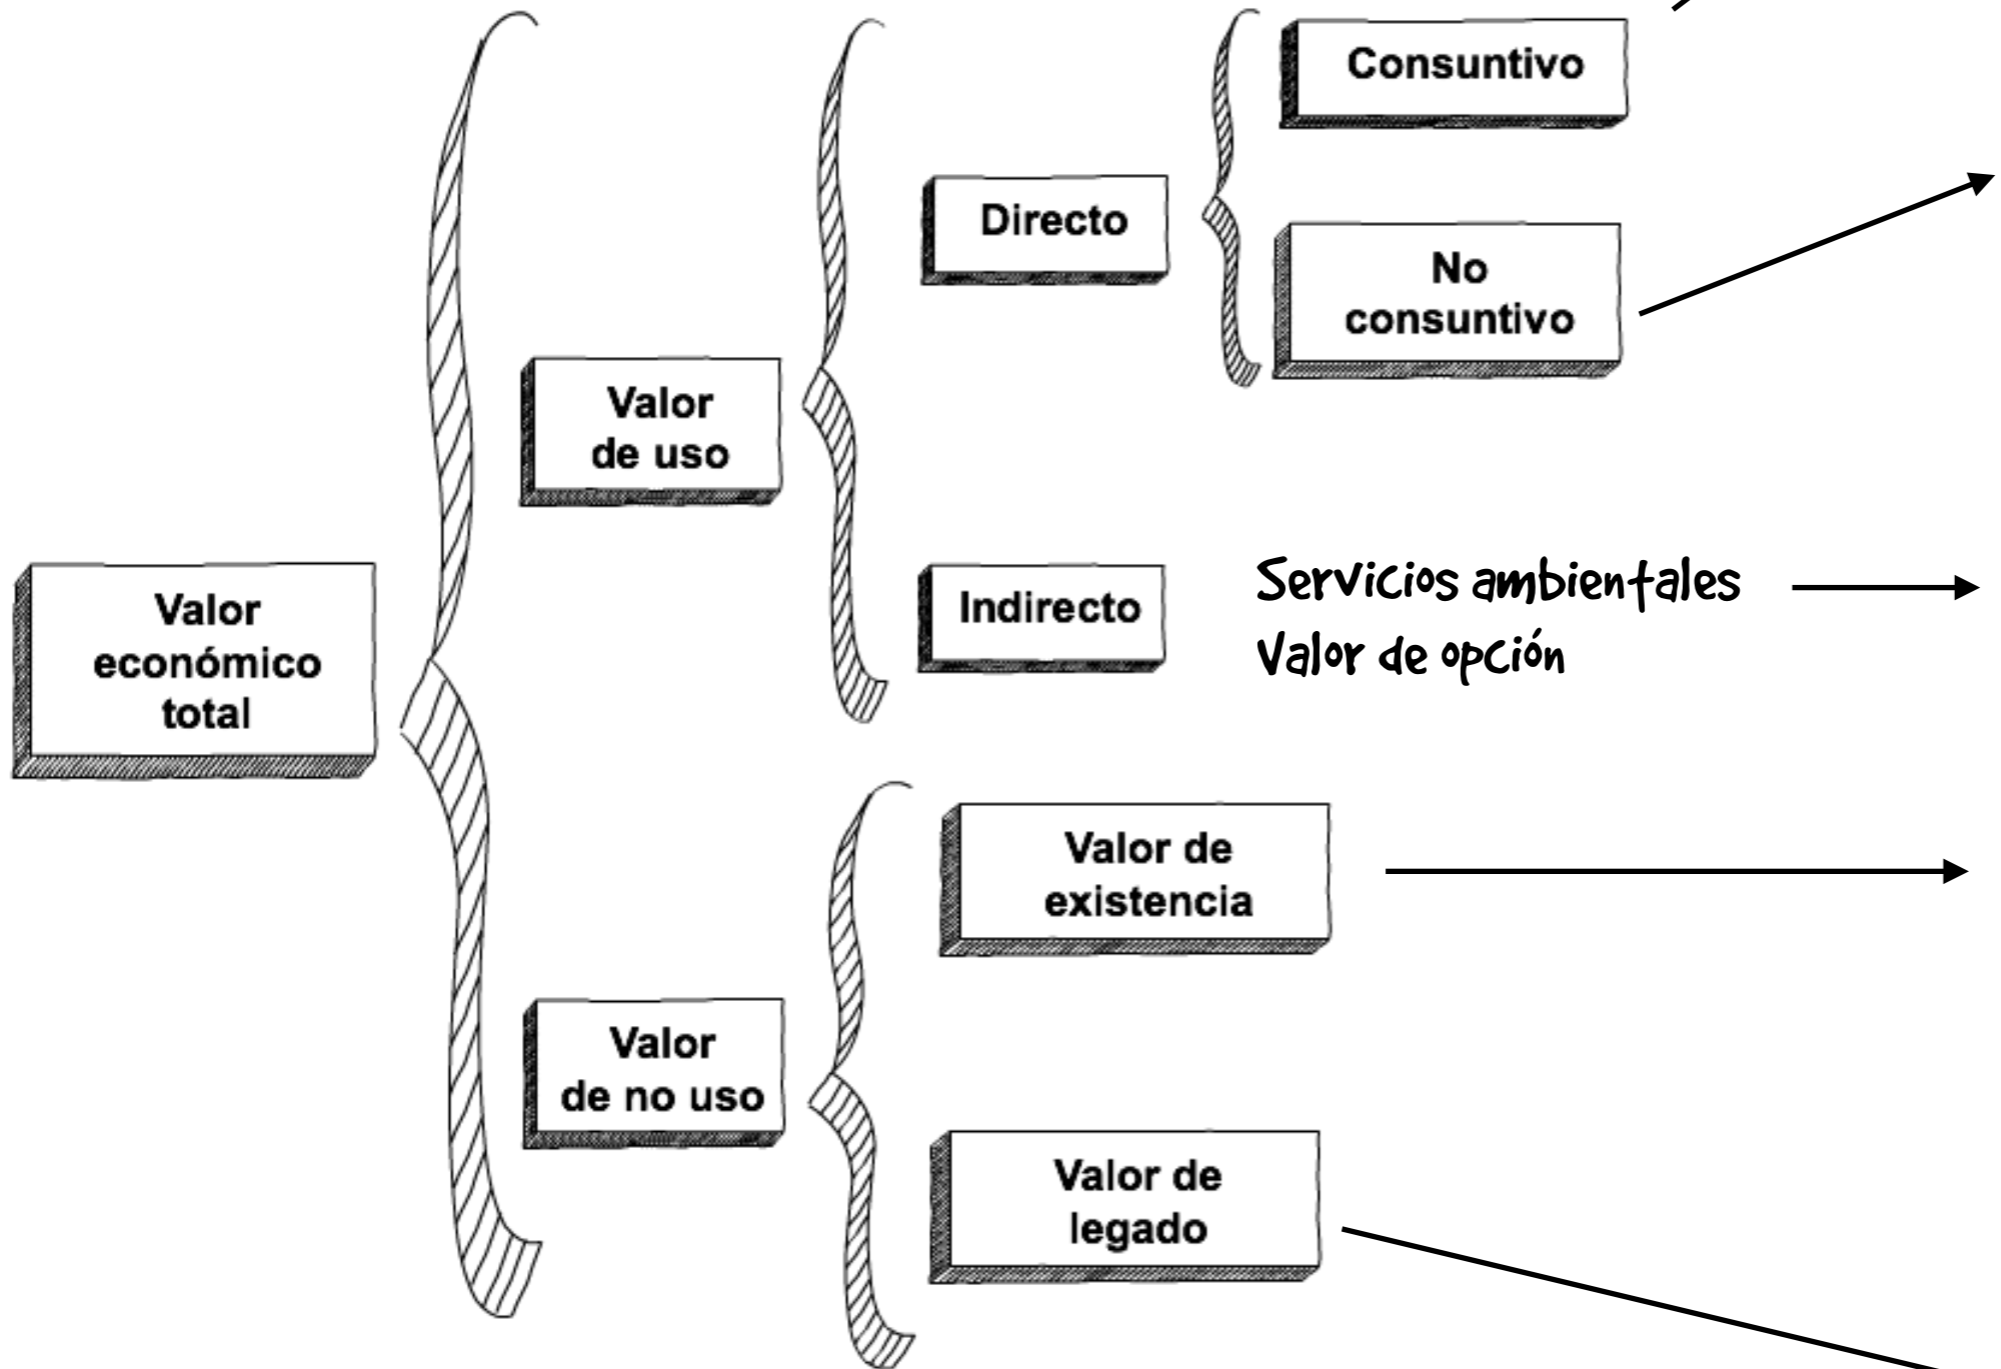 Consuntivo
Directo
No
consuntivo
Valor
de uso
Indirecto
Servicios ambientales
Valor de opción
Valor
económico
total
Valor de
existencia
Valor
de no uso
Valor de
legado